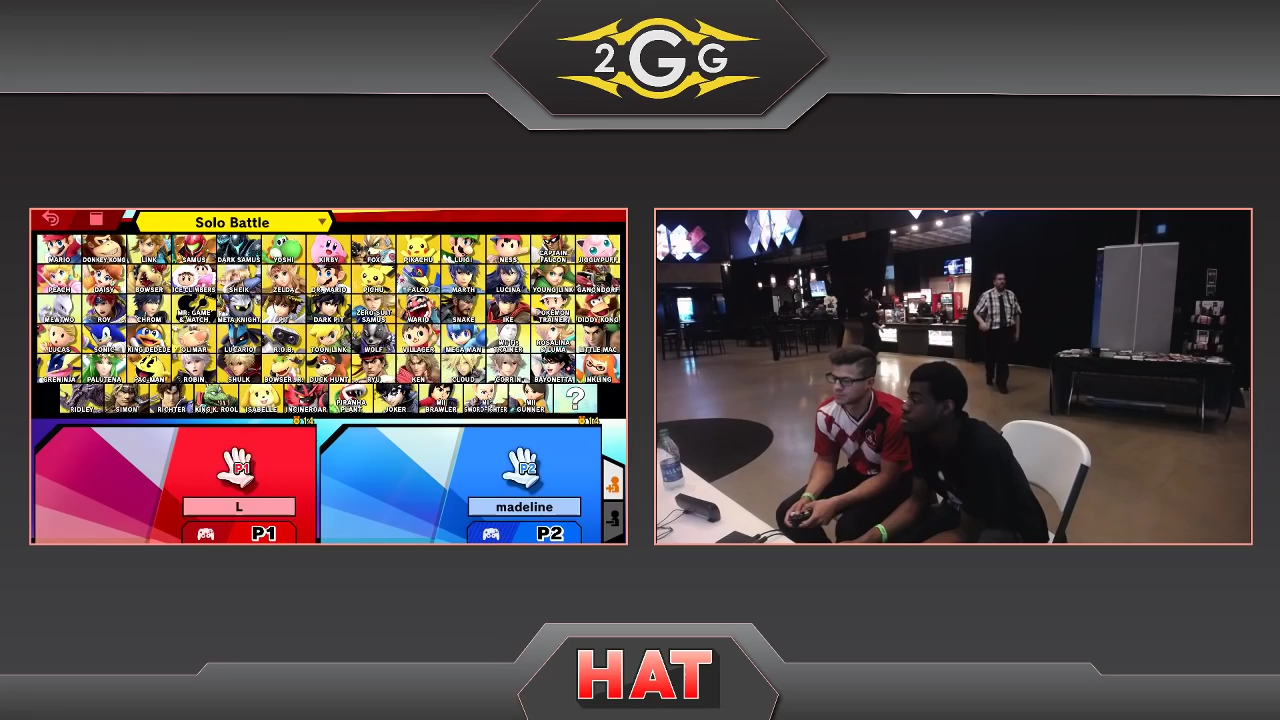 2GG
Solo Battle
MARIO DONKEY KONG LINK SAMUS DARK SAMUS YOSHI KIRBY FOX PIKACHU LUIGI NESS CAPTAIN FALCON JIGGLYPUFF
PEACH DAISY BOWSER ICE CLIMBERS SHEIK ZELDA DR. MARIO PICHU FALCO MARTH LUCINA YOUNG LINK GANONDORF
MEWTWO ROY CHROM MR. GAME & WATCH META KNIGHT PIT DARK PIT ZERO SUIT SAMUS WARIO SNAKE IKE POKÉMON TRAINER DIDDY KONG
LUCAS SONIC KING DEDEDE OLIMAR LUCARIO R.O.B. TOON LINK WOLF VILLAGER MEGA MAN WII FIT TRAINER ROSALINA & LUMA LITTLE MAC
GRENINJA PALUTENA PAC-MAN ROBIN SHULK BOWSER JR. DUCK HUNT RYU KEN CLOUD CORRIN BAYONETTA INKLING
RIDLEY SIMON RICHTER KING K. ROOL ISABELLE INCINEROAR PIRANHA PLANT JOKER MII BRAWLER MII SWORDFIGHTER MII GUNNER ?
P1 P2
L madeline
P1 P2
HAT